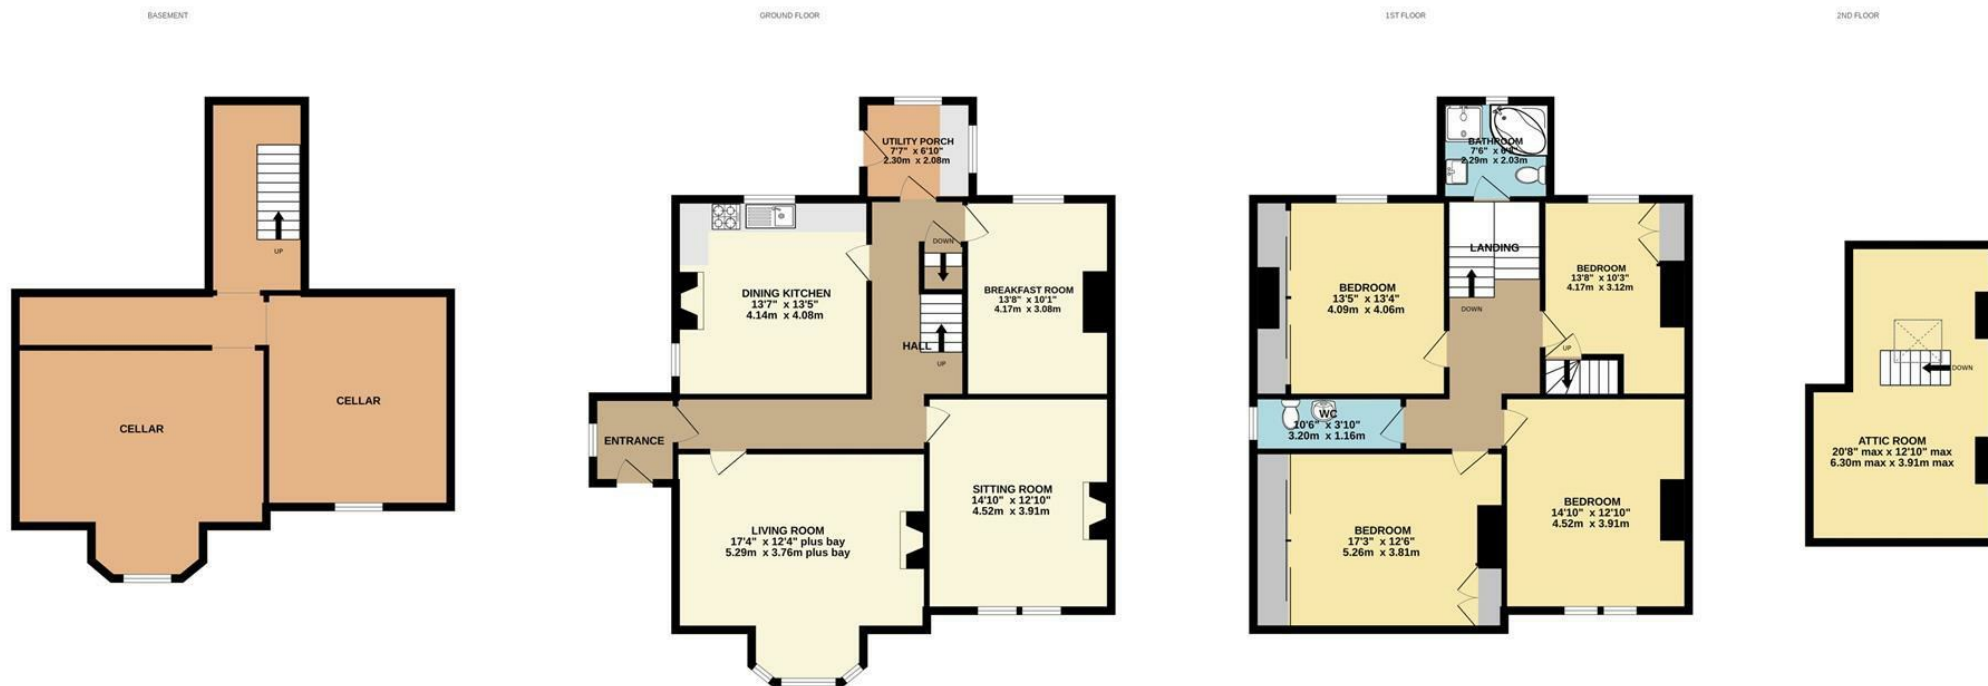 BASEMENT
GROUND FLOOR
1ST FLOOR
2ND FLOOR
UP
CELLAR
CELLAR
UTILITY PORCH
7'7" x 6'10"
2.30m x 2.08m
DOWN
DINING KITCHEN
13'7" x 13'5"
4.14m x 4.08m
BREAKFAST ROOM
13'8" x 10'1"
4.17m x 3.08m
HALL
UP
ENTRANCE
SITTING ROOM
14'10" x 12'10"
4.52m x 3.91m
LIVING ROOM
17'4" x 12'4" plus bay
5.29m x 3.76m plus bay
BATHROOM
7'6" x 6'8"
2.29m x 2.03m
LANDING
BEDROOM
13'8" x 10'3"
4.17m x 3.12m
BEDROOM
13'5" x 13'4"
4.09m x 4.06m
DOWN
UP
WC
10'6" x 3'10"
3.20m x 1.16m
BEDROOM
14'10" x 12'10"
4.52m x 3.91m
BEDROOM
17'3" x 12'6"
5.26m x 3.81m
DOWN
ATTIC ROOM
20'8" max x 12'10" max
6.30m max x 3.91m max